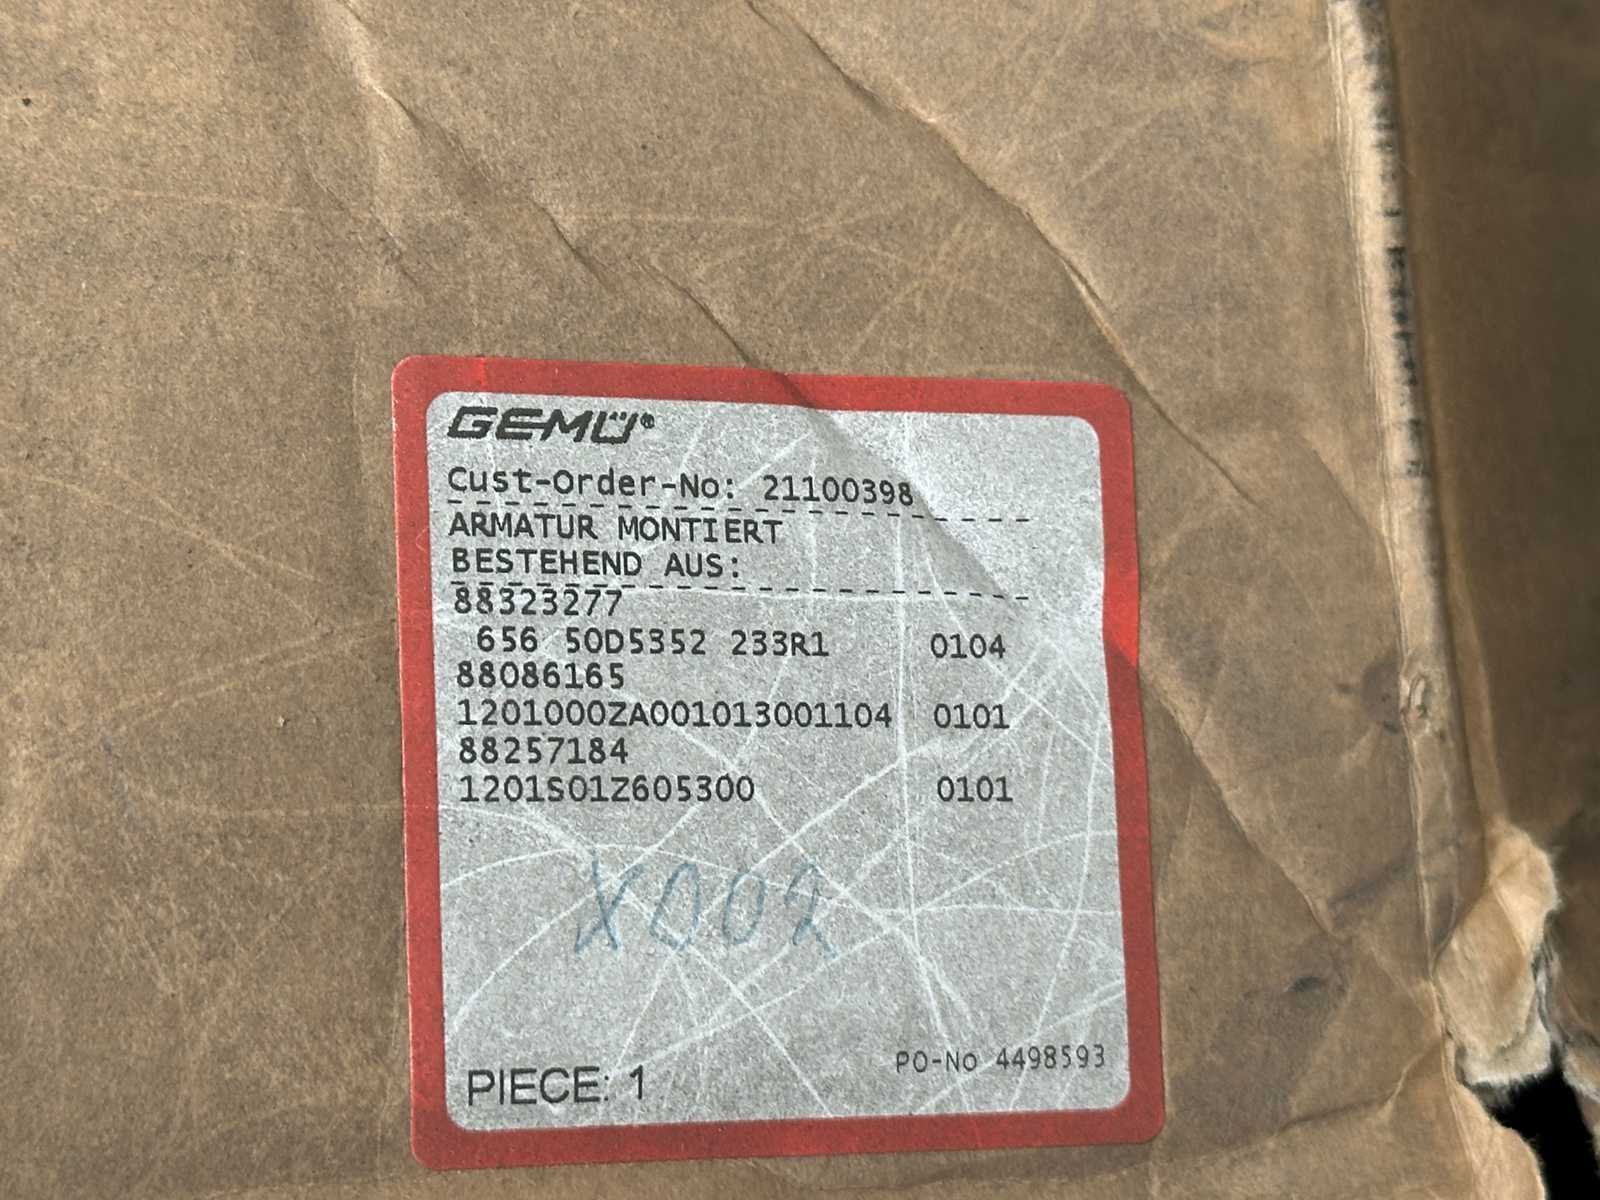 GEMÜ®
Cust-Order-No: 21100398
ARMATUR MONTIERT
BESTEHEND AUS:
88323277
656 50D5352 233R1 0104
88086165
1201000ZA001013001104 0101
88257184
1201S01Z605300 0101
X002
PO-No 4498593
PIECE: 1